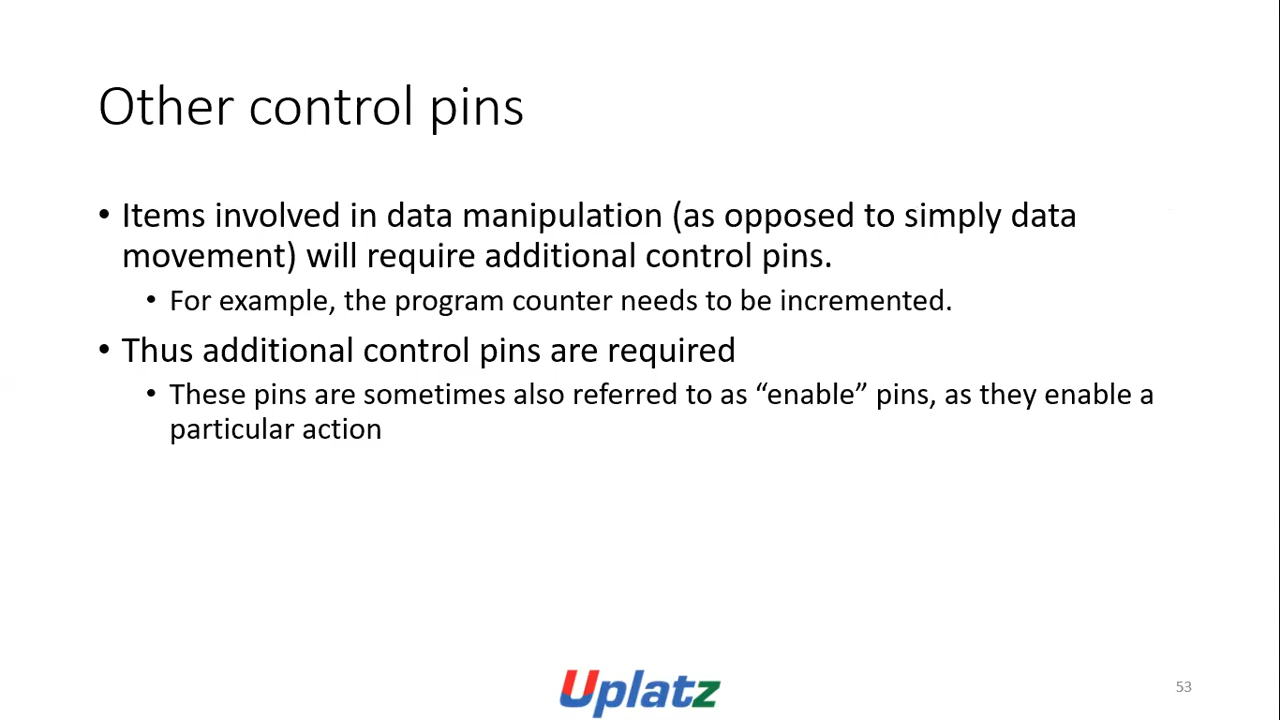 Other control pins
• Items involved in data manipulation (as opposed to simply data
movement) will require additional control pins.
• For example, the program counter needs to be incremented.
• Thus additional control pins are required
• These pins are sometimes also referred to as “enable” pins, as they enable a
particular action
Uplatz
53